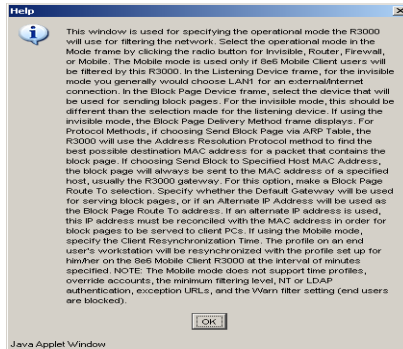 Help
This window is used for specifying the operational mode the R3000
will use for filtering the network. Select the operational mode in the
Mode frame by clicking the radio button for Invisible, Router, Firewall,
or Mobile. The Mobile mode is used only if 8e6 Mobile Client users will
be filtered by this R3000. In the Listening Device frame, for the invisible
mode you generally would choose LAN1 for an external/Internet
connection. In the Block Page Device frame, select the device that will
be used for sending block pages. For the invisible mode, this should be
different than the selection made for the listening device. If using the
invisible mode, the Block Page Delivery Method frame displays. For
Protocol Methods, if choosing Send Block Page via ARP Table, the
R3000 will use the Address Resolution Protocol method to find the
best possible destination MAC address for a packet that contains the
block page. If choosing Send Block to Specified Host MAC Address,
the block page will always be sent to the MAC address of a specified
host, usually the R3000 gateway. For this option, make a Block Page
Route To selection. Specify whether the Default Gateway will be used
for serving block pages, or if an Alternate IP Address will be used as
the Block Page Route To address. If an alternate IP address is used,
this IP address must be reconciled with the MAC address in order for
block pages to be served to client PCs. If using the Mobile mode,
specify the Client Resynchronization Time. The profile on an end
user's workstation will be resynchronized with the profile set up for
him/her on the 8e6 Mobile Client R3000 at the interval of minutes
specified. NOTE: The Mobile mode does not support time profiles,
override accounts, the minimum filtering level, NT or LDAP
authentication, exception URLs, and the Warn filter setting (end users
are blocked).
OK
Java Applet Window